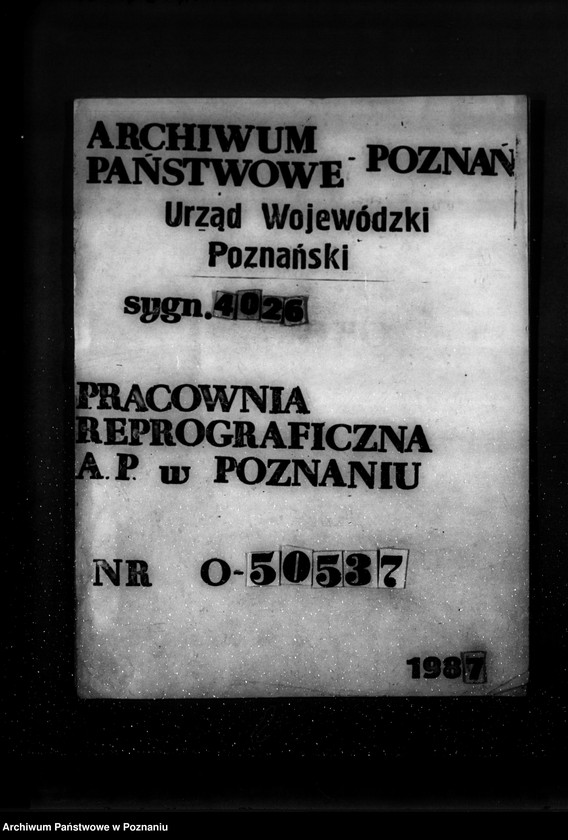 ARCHIWUM
PAŃSTWOWE - POZNAŃ
Urząd Wojewódzki
Poznański
sygn. 4026
PRACOWNIA
REPROGRAFICZNA
A.P. w POZNANIU
NR O-50537
1987
Archiwum Państwowe w Poznaniu